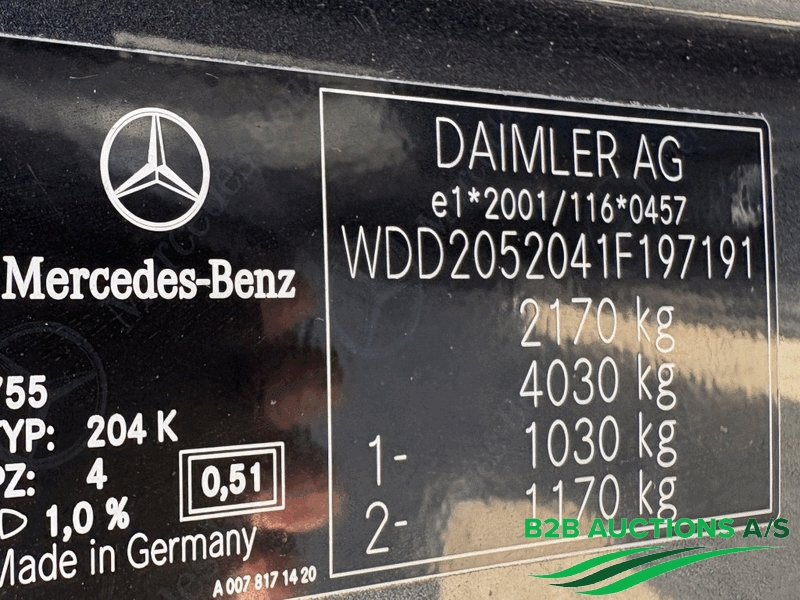 Mercedes-Benz
TYP: 204 K
PZ: 4
1,0 %
0,51
Made in Germany
A 007 817 14 20
DAIMLER AG
e1*2001/116*0457
WDD2052041F197191
2170 kg
4030 kg
1- 1030 kg
2- 1170 kg
B2B AUCTIONS A/S